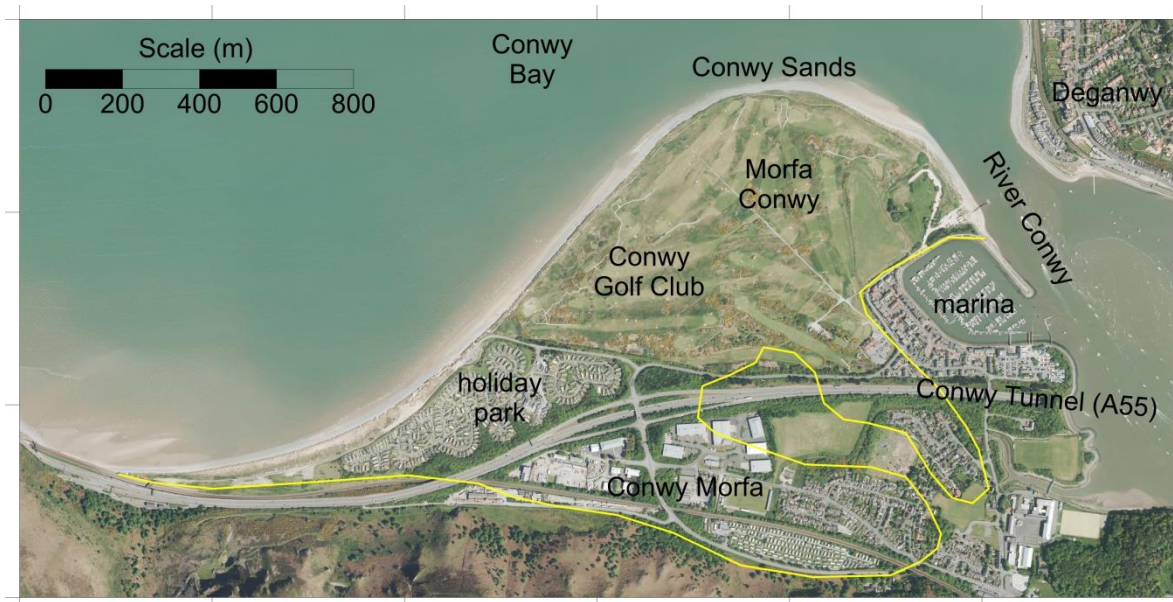 Scale (m)
0 200 400 600 800
Conwy
Bay
Conwy Sands
Deganwy
Morfa
Conwy
River Conwy
Conwy
Golf Club
marina
holiday
park
Conwy Tunnel (A55)
Conwy Morfa